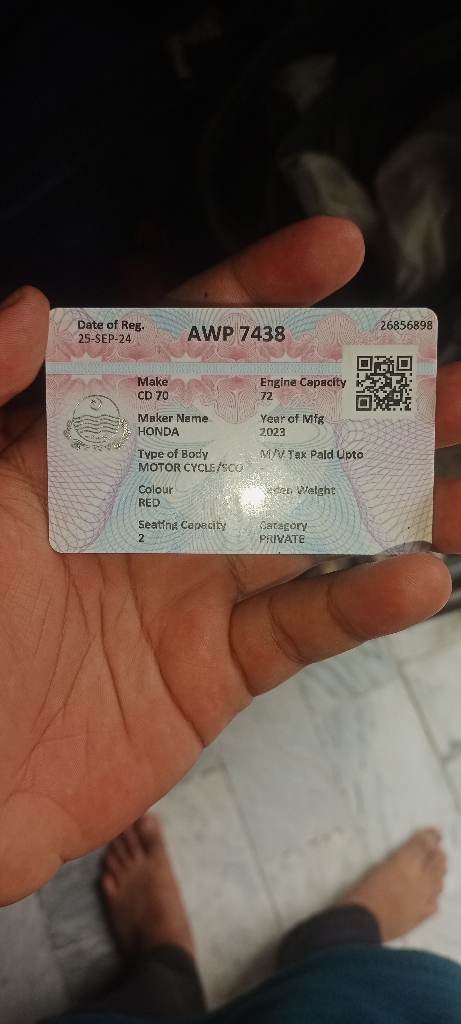 Date of Reg.
25-SEP-24
AWP 7438
26856898
Make
CD 70
Engine Capacity
72
Maker Name
HONDA
Year of Mfg
2023
Type of Body
MOTOR CYCLE/SCO
M/V Tax Paid Upto
Colour
RED
Weight
Seating Capacity
2
Category
PRIVATE